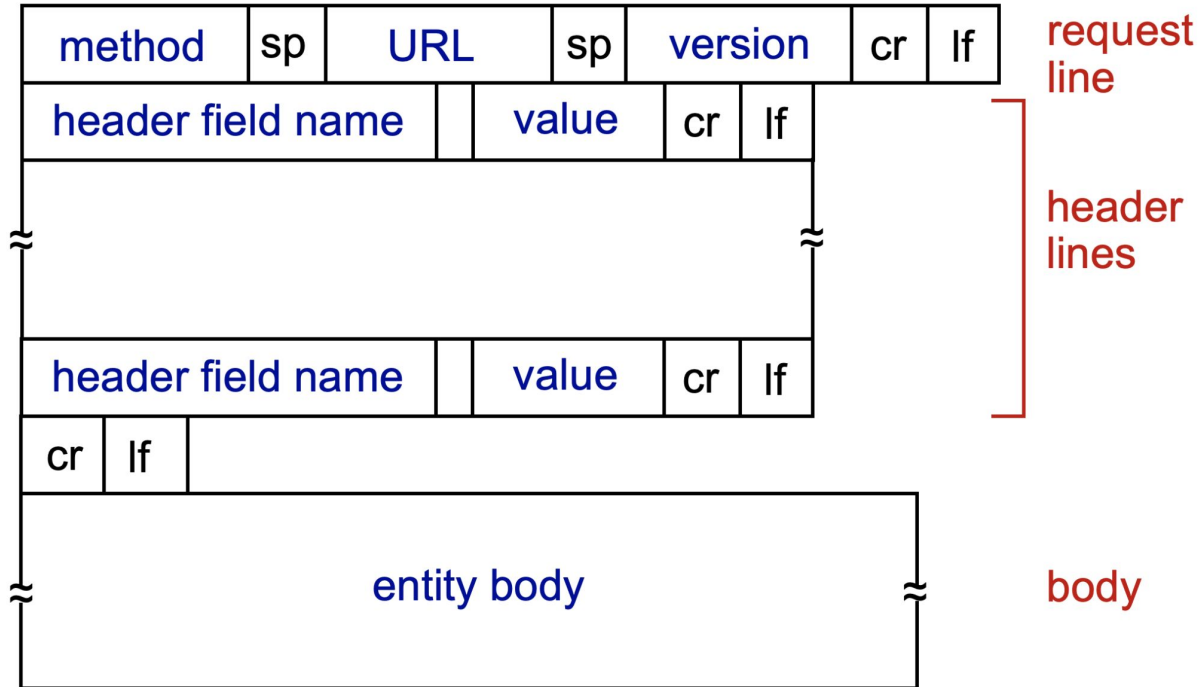 method sp URL sp version cr lf
request
line
header field name value cr lf
header
lines
header field name value cr lf
cr lf
entity body
body